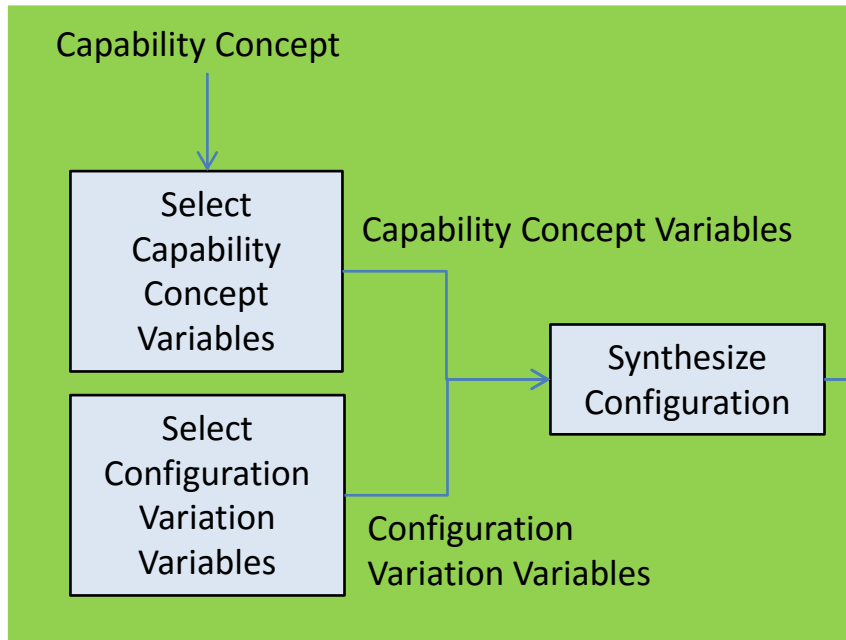 Capability Concept
Select
Capability
Concept
Variables
Capability Concept Variables
Synthesize
Configuration
Select
Configuration
Variation
Variables
Configuration
Variation Variables